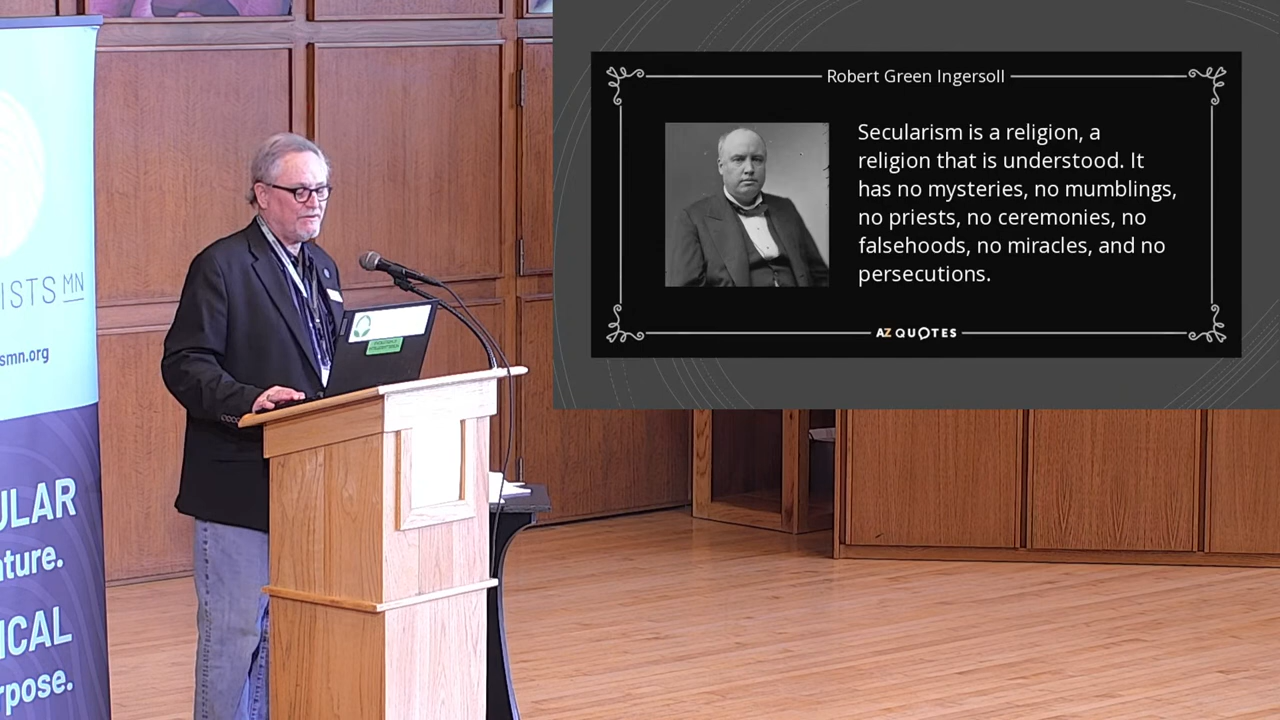 Robert Green Ingersoll
Secularism is a religion, a
religion that is understood. It
has no mysteries, no mumblings,
no priests, no ceremonies, no
falsehoods, no miracles, and no
persecutions.
AZ QUOTES
ISTS MN
smn.org
ULAR
ature.
ICAL
rpose.